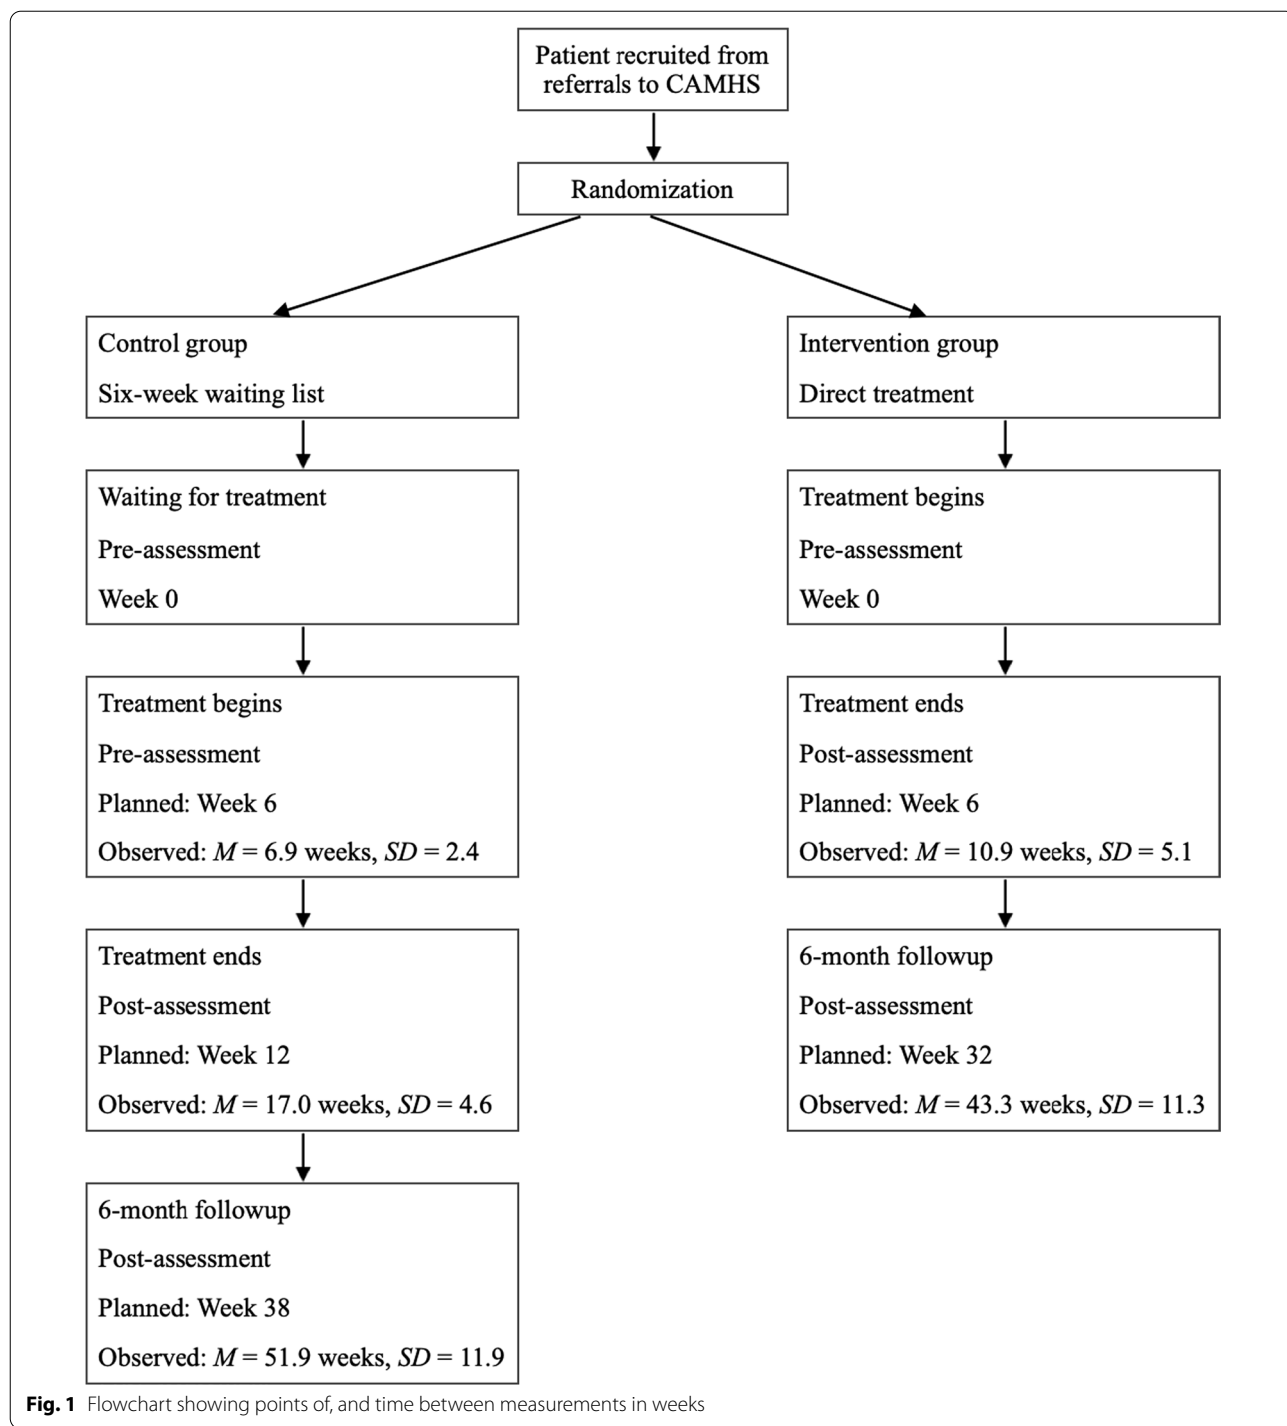 Patient recruited from
referrals to CAMHS
Randomization
Control group
Six-week waiting list
Waiting for treatment
Pre-assessment
Week 0
Treatment begins
Pre-assessment
Planned: Week 6
Observed: M = 6.9 weeks, SD = 2.4
Treatment ends
Post-assessment
Planned: Week 12
Observed: M = 17.0 weeks, SD = 4.6
6-month followup
Post-assessment
Planned: Week 38
Observed: M = 51.9 weeks, SD = 11.9
Intervention group
Direct treatment
Treatment begins
Pre-assessment
Week 0
Treatment ends
Post-assessment
Planned: Week 6
Observed: M = 10.9 weeks, SD = 5.1
6-month followup
Post-assessment
Planned: Week 32
Observed: M = 43.3 weeks, SD = 11.3
Fig. 1 Flowchart showing points of, and time between measurements in weeks